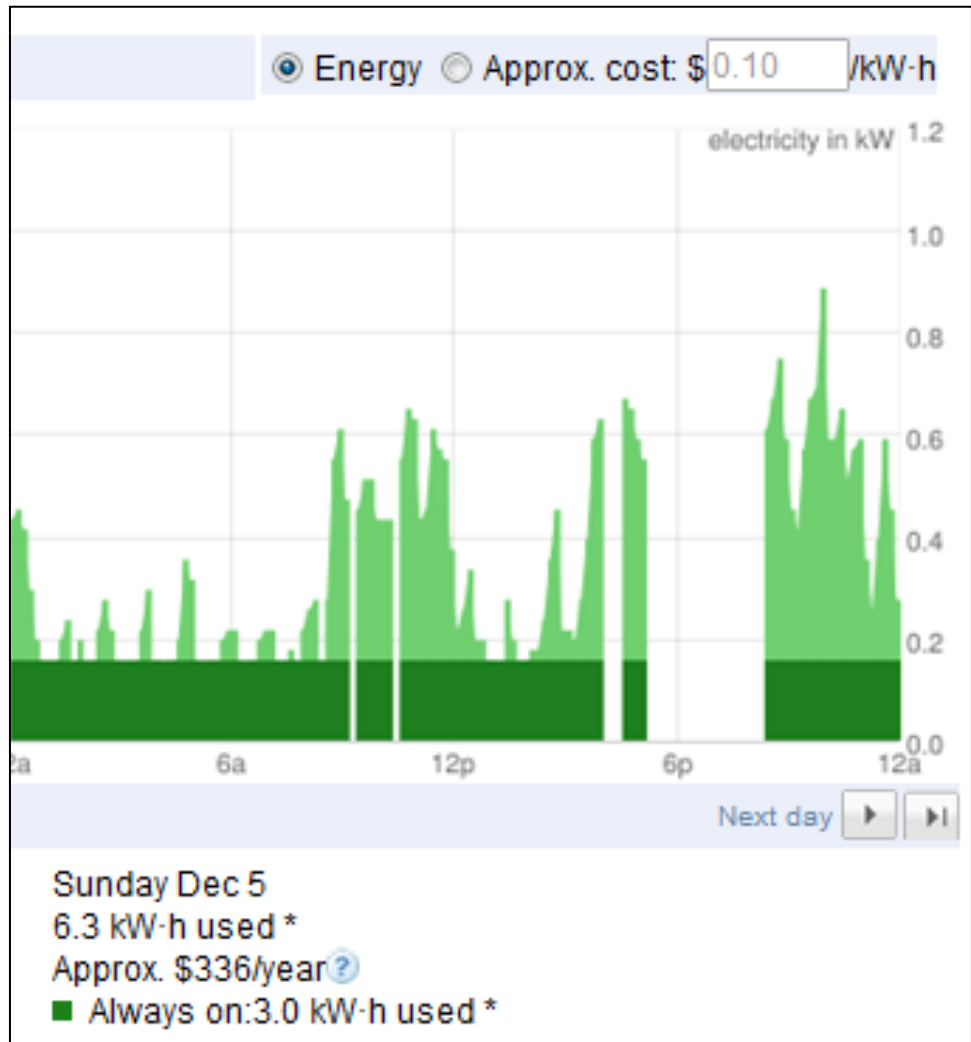 Energy Approx. cost: $0.10 /kW·h
electricity in kW 1.2
1.0
0.8
0.6
0.4
0.2
0.0
2a 6a 12p 6p 12a
Next day
Sunday Dec 5
6.3 kW·h used *
Approx. $336/year?
Always on:3.0 kW·h used *